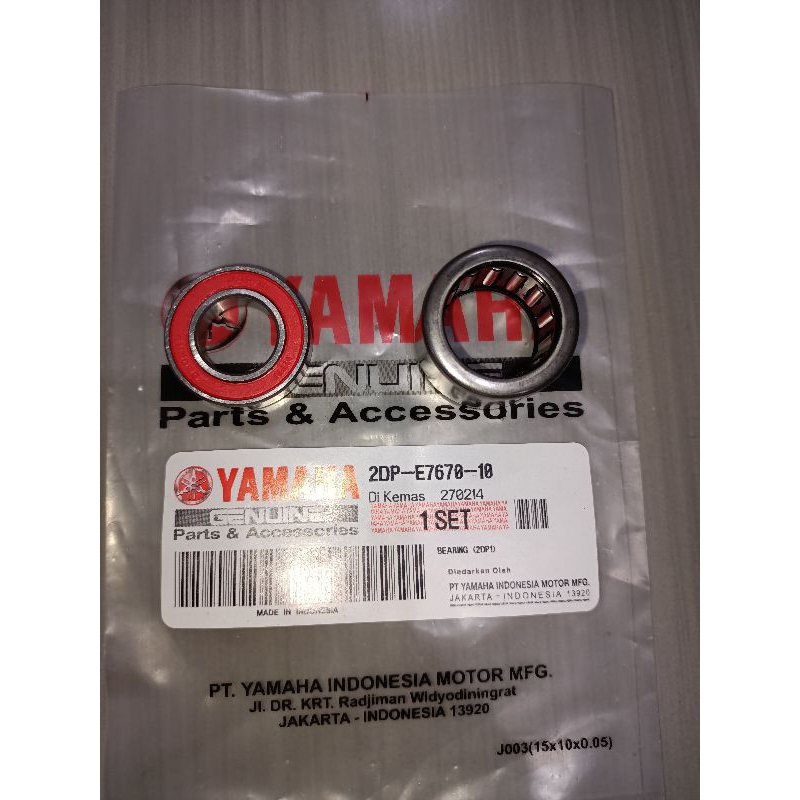 YAMAHA
GENUINE
Parts & Accessories
YAMAHA
GENUINE
Parts & Accessories
2DP-E7670-10
Di Kemas 270214
1 SET
BEARING (2DP1)
Diedarkan Oleh
PT YAMAHA INDONESIA MOTOR MFG.
JAKARTA - INDONESIA 13920
MADE IN INDONESIA
PT. YAMAHA INDONESIA MOTOR MFG.
Jl. DR. KRT. Radjiman Widyodiningrat
JAKARTA - INDONESIA 13920
J003(15x10x0.05)